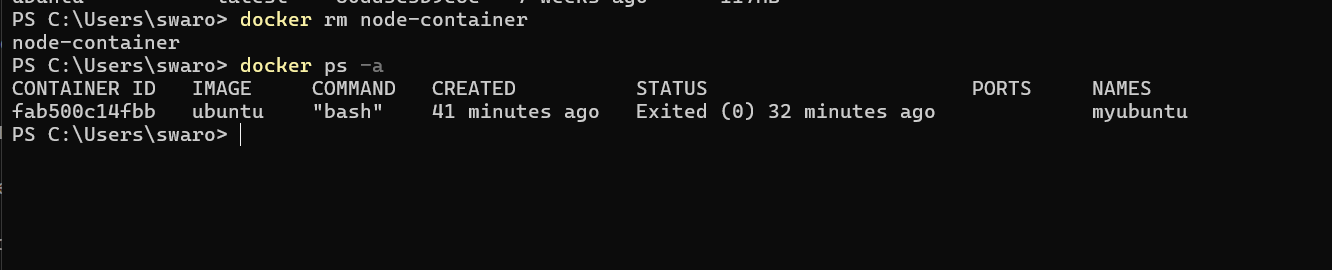 PS C:\Users\swaro> docker rm node-container
node-container
PS C:\Users\swaro> docker ps -a
CONTAINER ID   IMAGE     COMMAND   CREATED          STATUS                      PORTS     NAMES
fab500c14fbb   ubuntu    "bash"    41 minutes ago   Exited (0) 32 minutes ago             myubuntu
PS C:\Users\swaro>